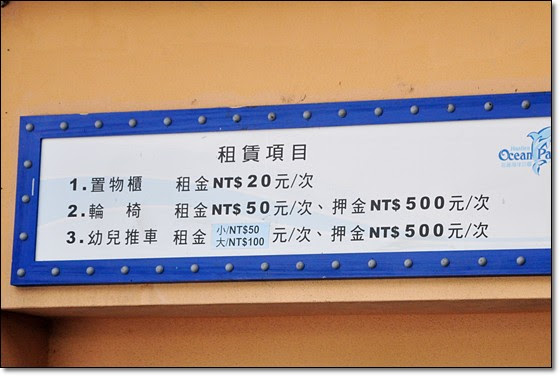 租賃項目
1.置物櫃 租金NT$20元/次
2.輪 椅 租金NT$50元/次、押金NT$500元/次
3.幼兒推車 租金小/NT$50 大/NT$100元/次、押金NT$500元/次
Ocean Pa